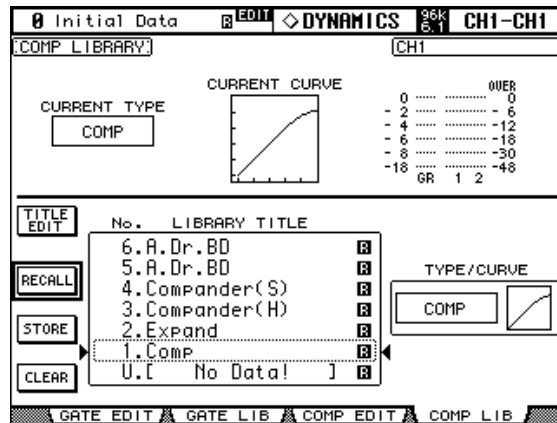 0 Initial Data R EDIT ◇DYNAMICS 96k 6.1 CH1-CH1
COMP LIBRARY CH1
CURRENT TYPE
COMP
CURRENT CURVE
OVER
0 0
- 2 - 6
- 4 -12
- 6 -18
- 8 -30
-18 -48
GR 1 2
TITLE EDIT
RECALL
STORE
CLEAR
No. LIBRARY TITLE
6.A.Dr.BD R
5.A.Dr.BD R
4.Compander(S) R
3.Compander(H) R
2.Expand R
1.Comp R
U.[ No Data! ] R
TYPE/CURVE
COMP
GATE EDIT GATE LIB COMP EDIT COMP LIB